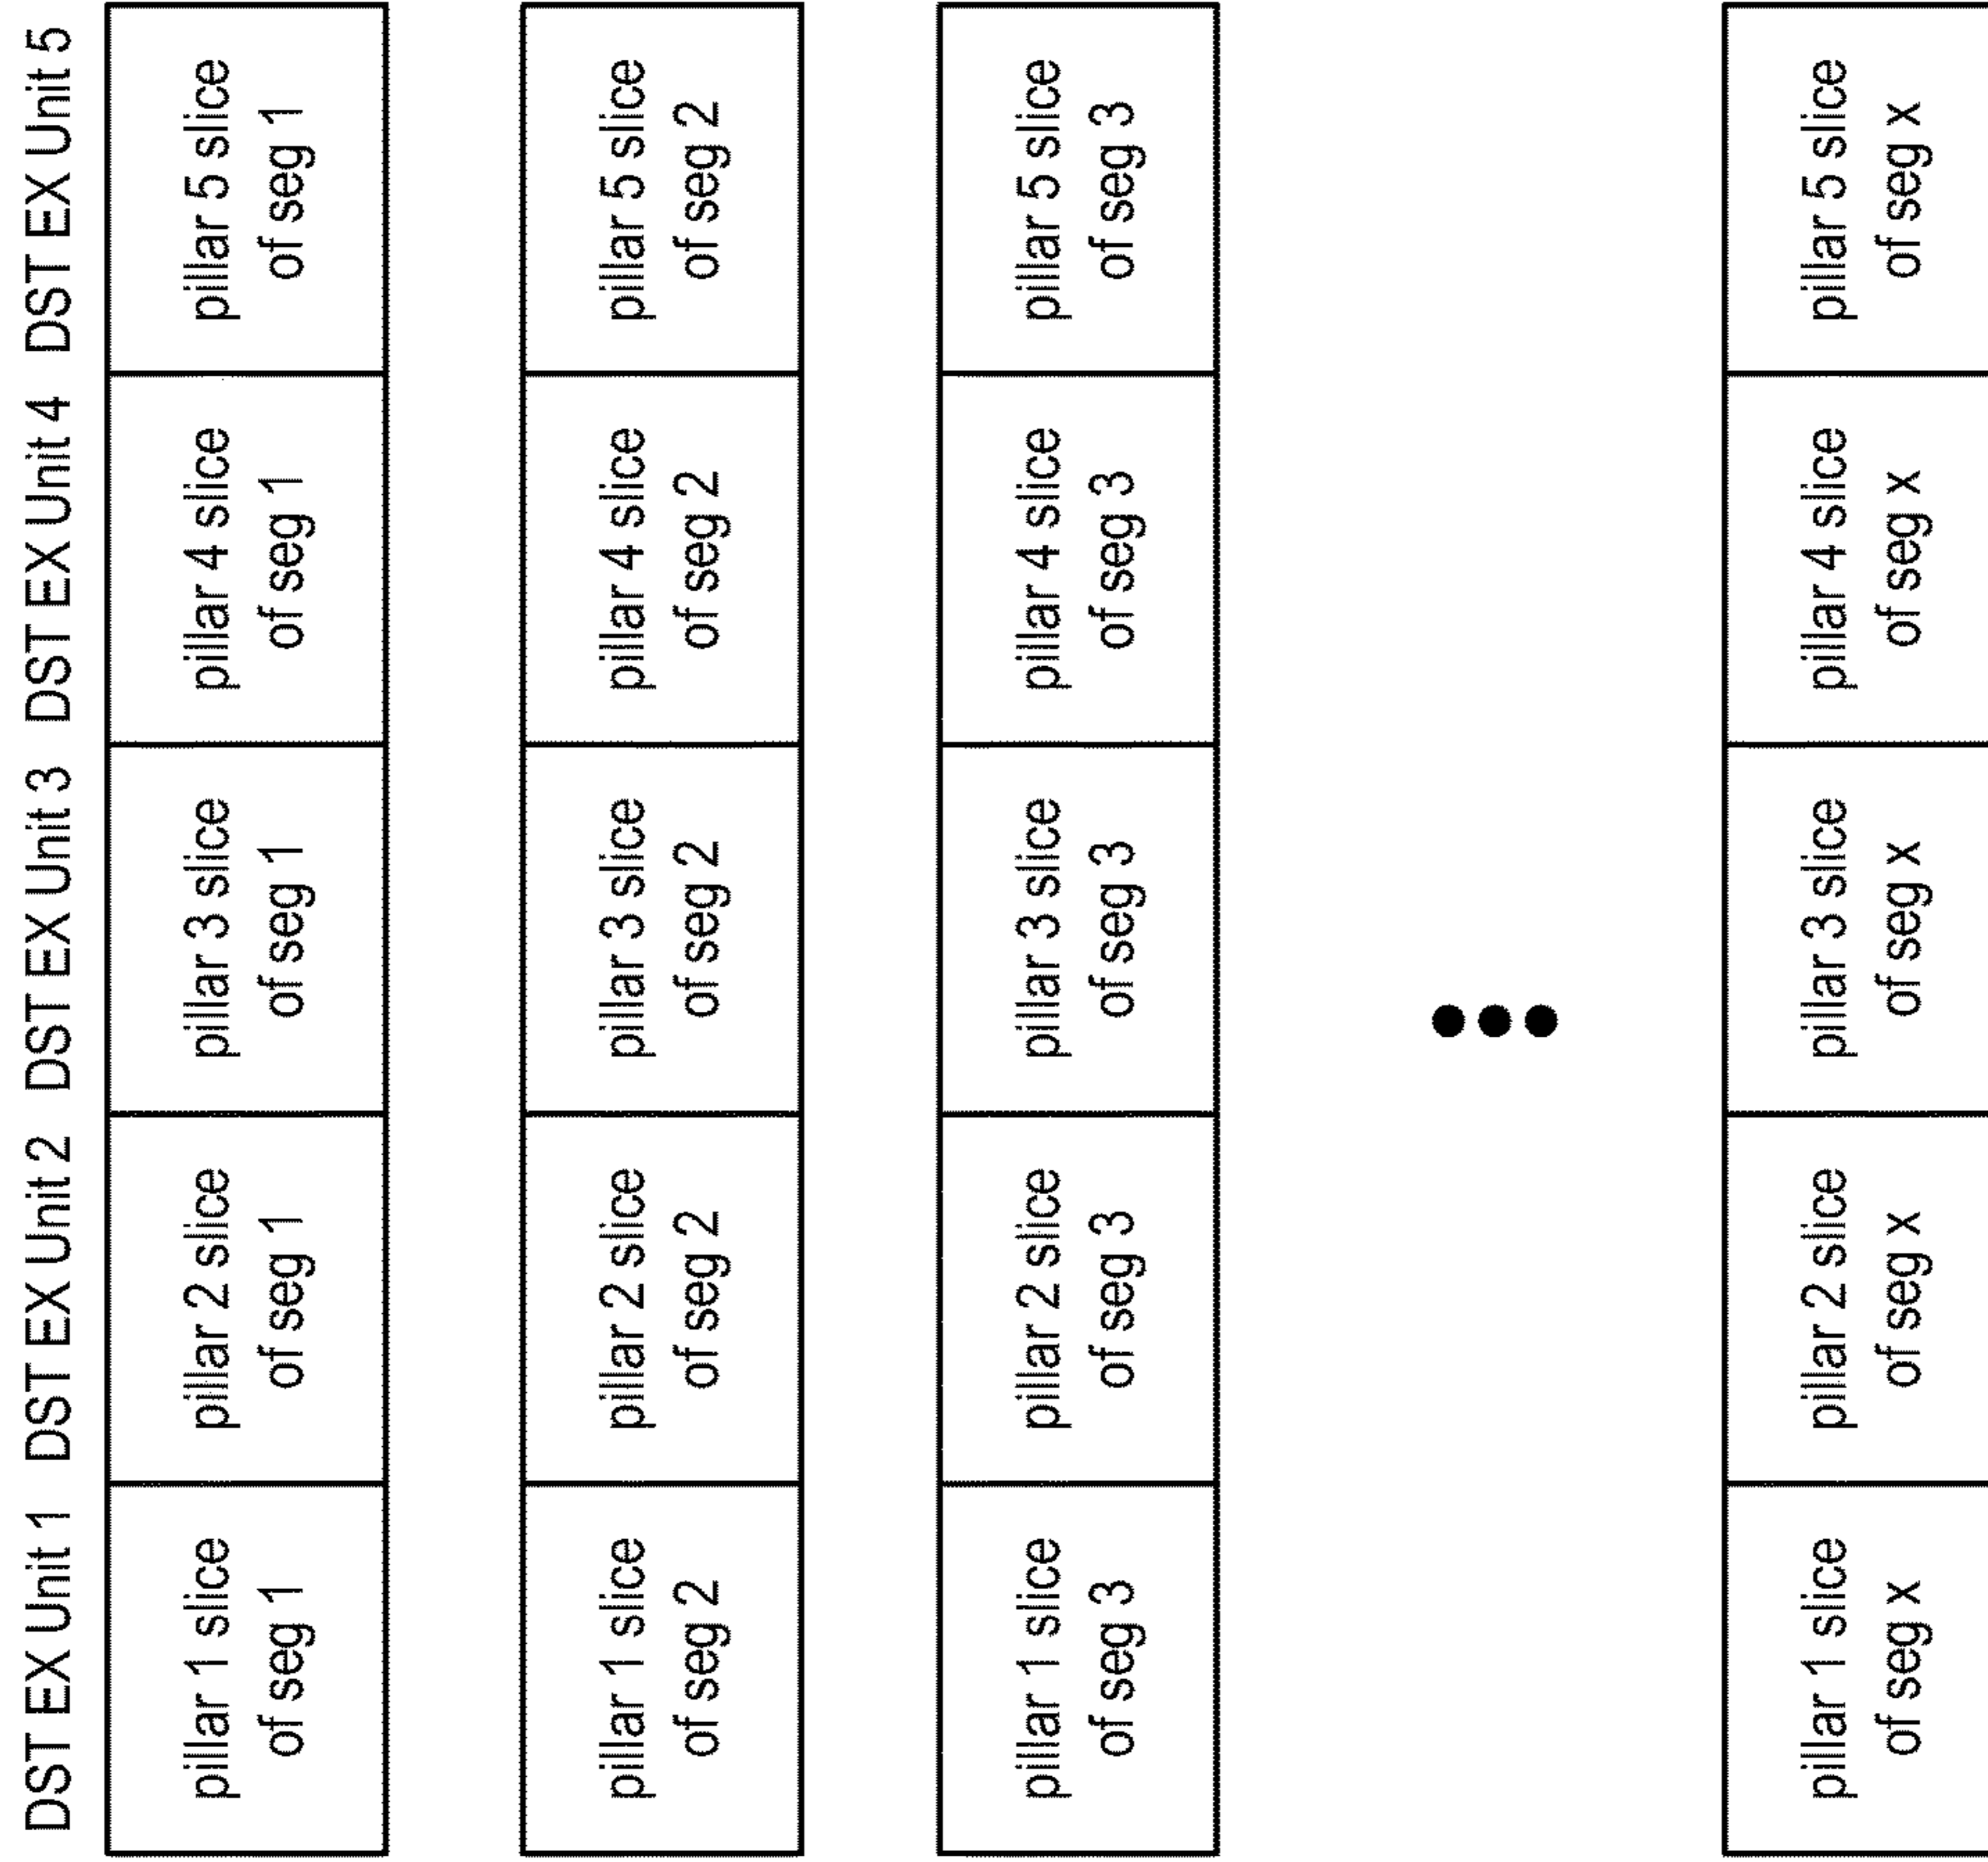 DST EX Unit 1 DST EX Unit 2 DST EX Unit 3 DST EX Unit 4 DST EX Unit 5
pillar 1 slice
of seg 1
pillar 2 slice
of seg 1
pillar 3 slice
of seg 1
pillar 4 slice
of seg 1
pillar 5 slice
of seg 1
pillar 1 slice
of seg 2
pillar 2 slice
of seg 2
pillar 3 slice
of seg 2
pillar 4 slice
of seg 2
pillar 5 slice
of seg 2
pillar 1 slice
of seg 3
pillar 2 slice
of seg 3
pillar 3 slice
of seg 3
pillar 4 slice
of seg 3
pillar 5 slice
of seg 3
pillar 1 slice
of seg x
pillar 2 slice
of seg x
pillar 3 slice
of seg x
pillar 4 slice
of seg x
pillar 5 slice
of seg x